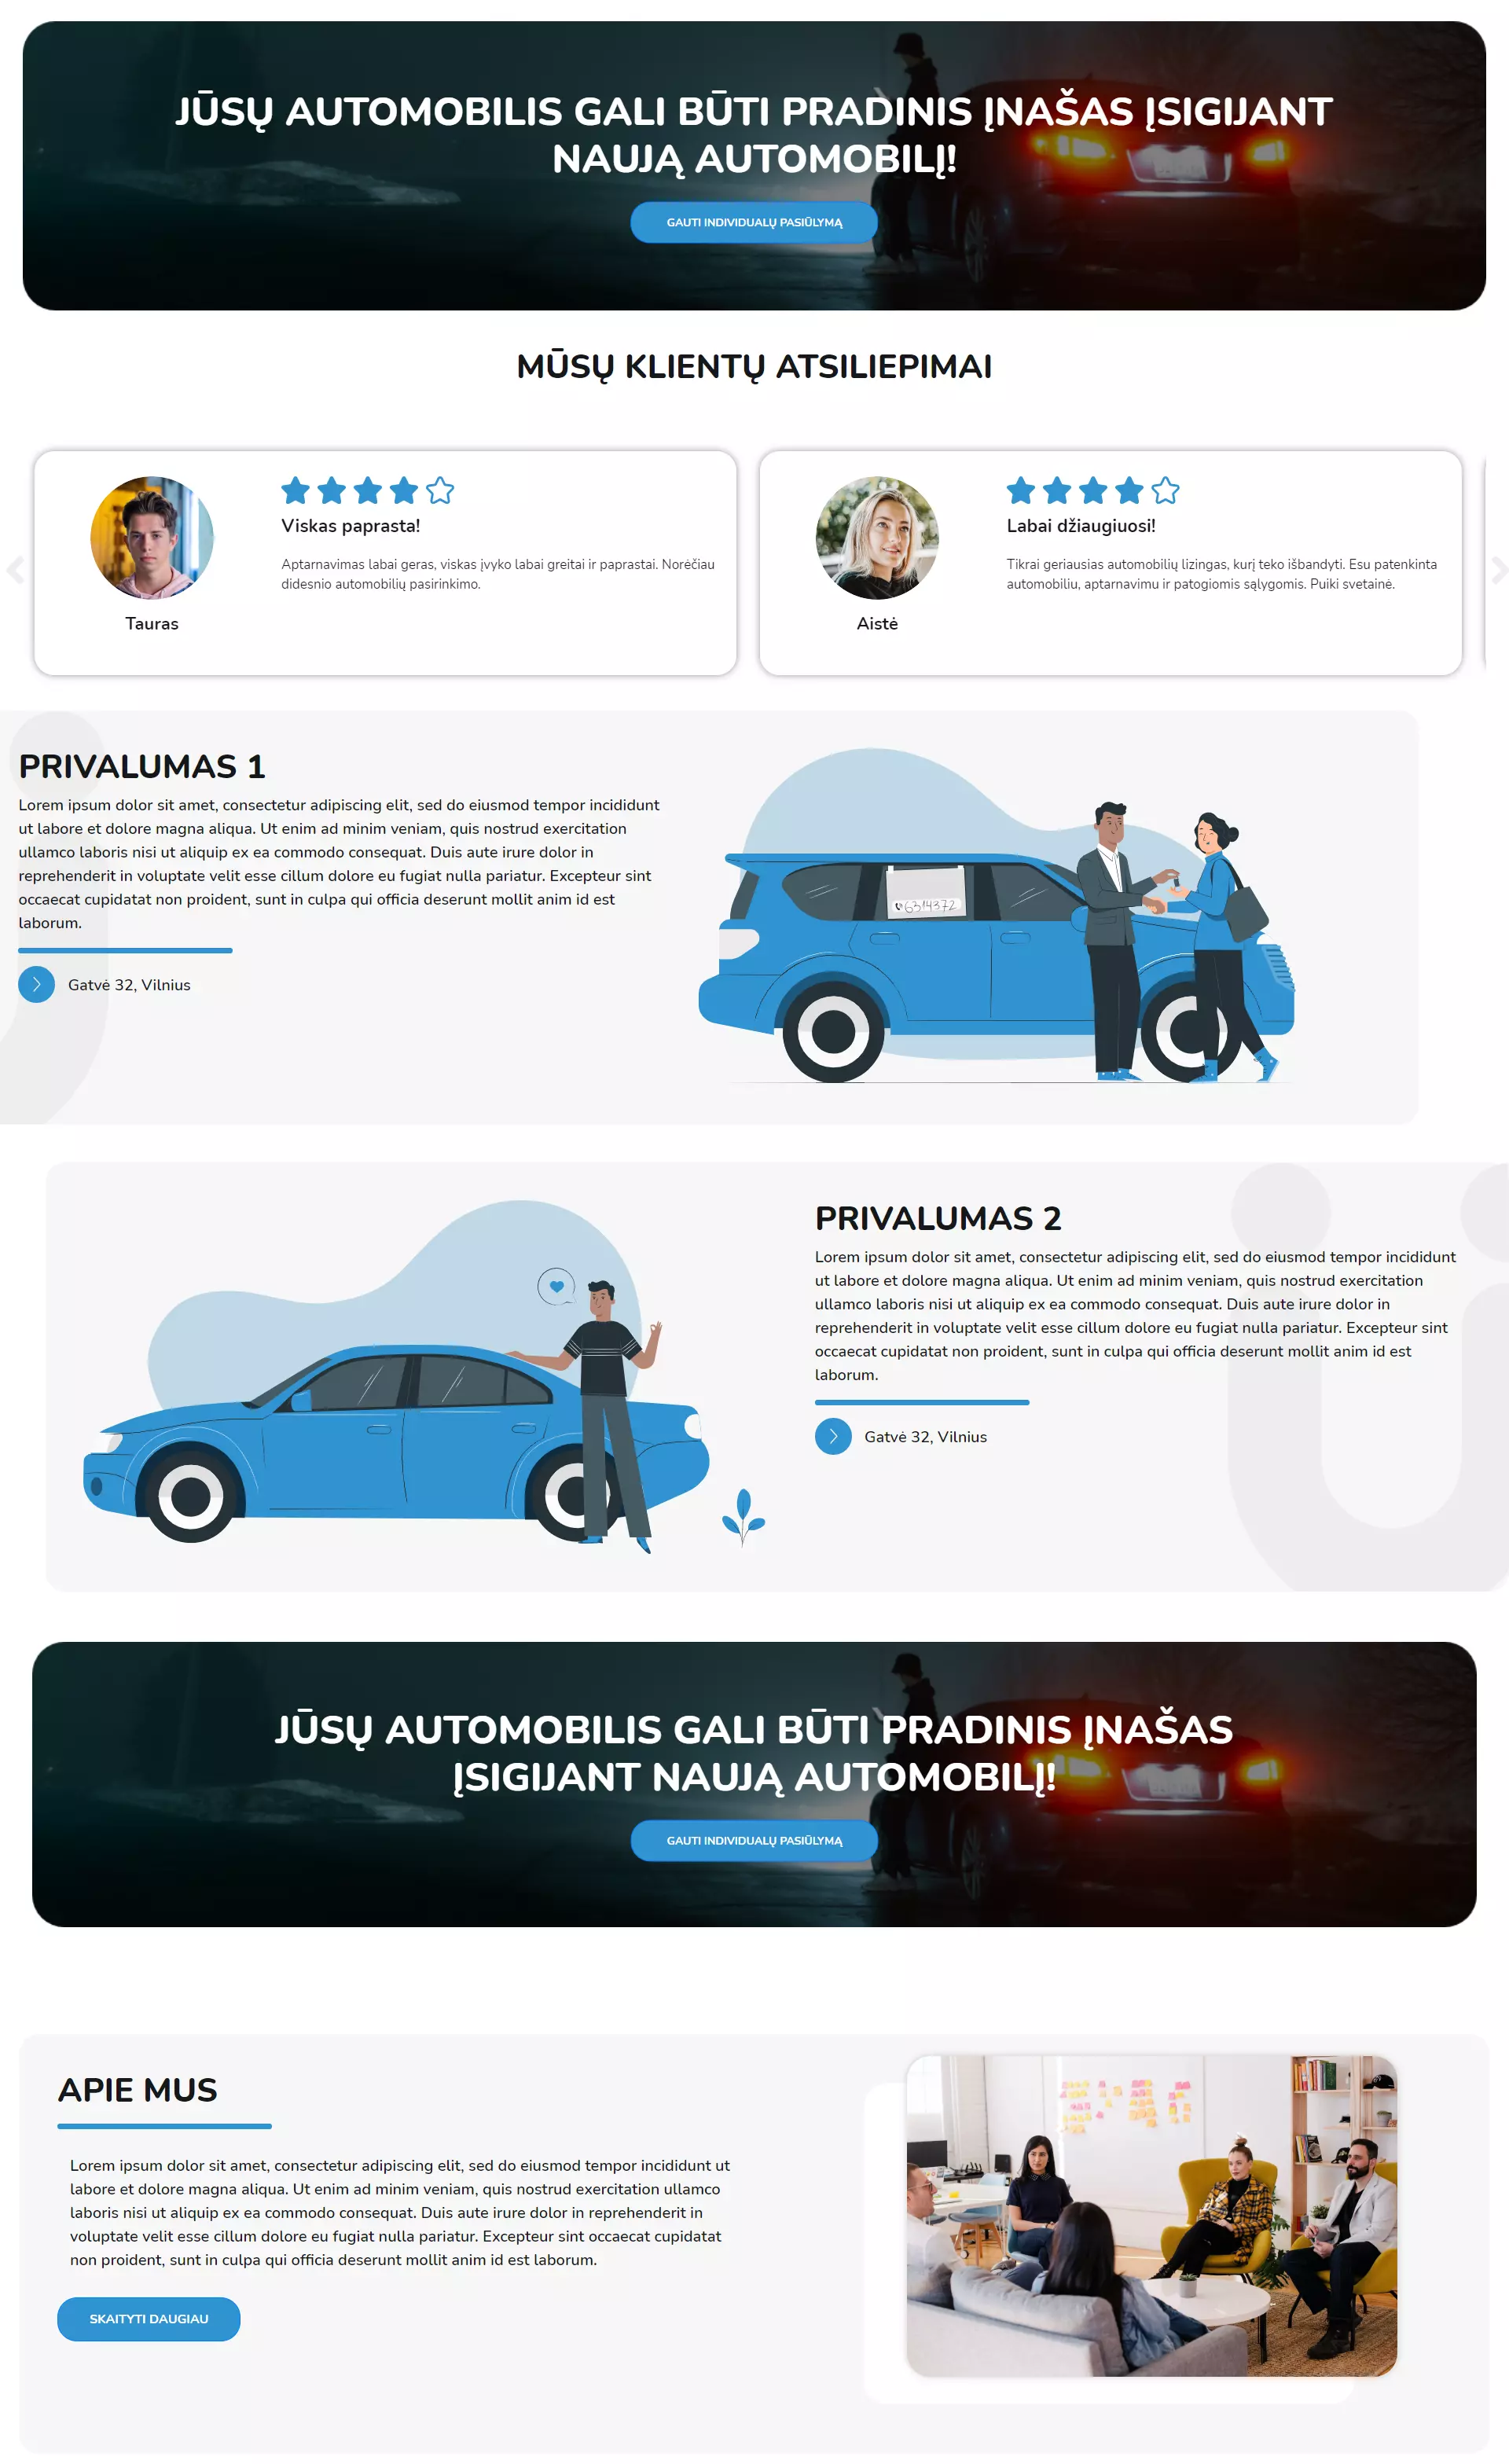 JŪSŲ AUTOMOBILIS GALI BŪTI PRADINIS ĮNAŠAS ĮSIGIJANT
NAUJĄ AUTOMOBILĮ!
GAUTI INDIVIDUALŲ PASIŪLYMĄ
MŪSŲ KLIENTŲ ATSILIEPIMAI
Viskas paprasta!
Aptarnavimas labai geras, viskas įvyko labai greitai ir paprastai. Norėčiau
didesnio automobilių pasirinkimo.
Tauras
Labai džiaugiuosi!
Tikrai geriausias automobilių lizingas, kurį teko išbandyti. Esu patenkinta
automobiliu, aptarnavimu ir patogiomis sąlygomis. Puiki svetainė.
Aistė
PRIVALUMAS 1
Lorem ipsum dolor sit amet, consectetur adipiscing elit, sed do eiusmod tempor incididunt
ut labore et dolore magna aliqua. Ut enim ad minim veniam, quis nostrud exercitation
ullamco laboris nisi ut aliquip ex ea commodo consequat. Duis aute irure dolor in
reprehenderit in voluptate velit esse cillum dolore eu fugiat nulla pariatur. Excepteur sint
occaecat cupidatat non proident, sunt in culpa qui officia deserunt mollit anim id est
laborum.
Gatvė 32, Vilnius
6314372
PRIVALUMAS 2
Lorem ipsum dolor sit amet, consectetur adipiscing elit, sed do eiusmod tempor incididunt
ut labore et dolore magna aliqua. Ut enim ad minim veniam, quis nostrud exercitation
ullamco laboris nisi ut aliquip ex ea commodo consequat. Duis aute irure dolor in
reprehenderit in voluptate velit esse cillum dolore eu fugiat nulla pariatur. Excepteur sint
occaecat cupidatat non proident, sunt in culpa qui officia deserunt mollit anim id est
laborum.
Gatvė 32, Vilnius
JŪSŲ AUTOMOBILIS GALI BŪTI PRADINIS ĮNAŠAS
ĮSIGIJANT NAUJĄ AUTOMOBILĮ!
GAUTI INDIVIDUALŲ PASIŪLYMĄ
APIE MUS
Lorem ipsum dolor sit amet, consectetur adipiscing elit, sed do eiusmod tempor incididunt ut
labore et dolore magna aliqua. Ut enim ad minim veniam, quis nostrud exercitation ullamco
laboris nisi ut aliquip ex ea commodo consequat. Duis aute irure dolor in reprehenderit in
voluptate velit esse cillum dolore eu fugiat nulla pariatur. Excepteur sint occaecat cupidatat
non proident, sunt in culpa qui officia deserunt mollit anim id est laborum.
SKAITYTI DAUGIAU